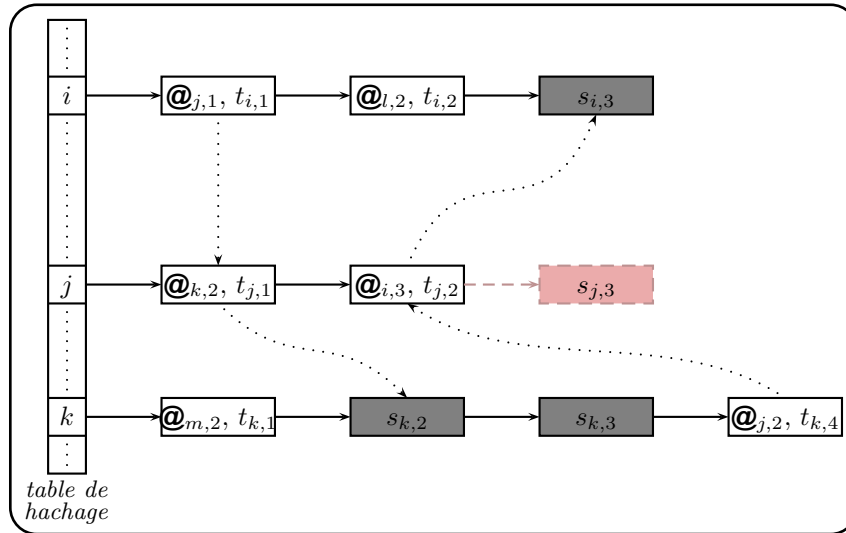 i @j,1, ti,1 @l,2, ti,2 si,3
j @k,2, tj,1 @i,3, tj,2 sj,3
k @m,2, tk,1 sk,2 sk,3 @j,2, tk,4
table de
hachage